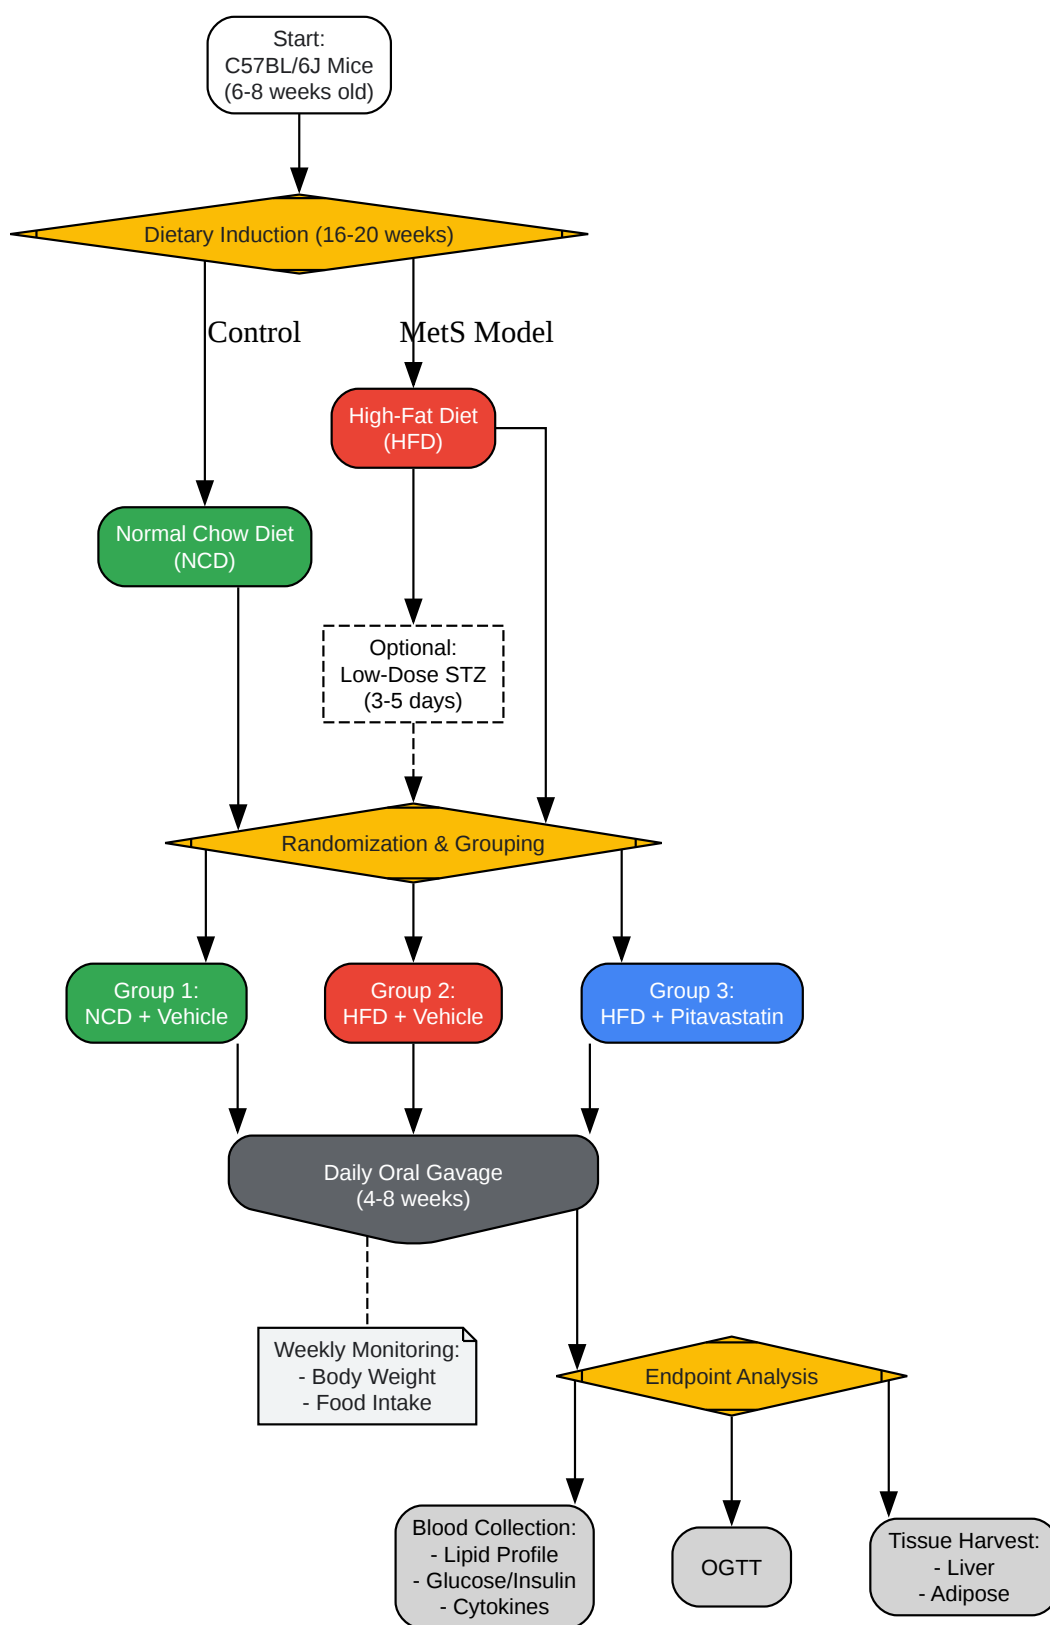 Start:
C57BL/6J Mice
(6-8 weeks old)
Dietary Induction (16-20 weeks)
Control
MetS Model
High-Fat Diet
(HFD)
Normal Chow Diet
(NCD)
Optional:
Low-Dose STZ
(3-5 days)
Randomization & Grouping
Group 1:
NCD + Vehicle
Group 2:
HFD + Vehicle
Group 3:
HFD + Pitavastatin
Daily Oral Gavage
(4-8 weeks)
Weekly Monitoring:
- Body Weight
- Food Intake
Endpoint Analysis
Blood Collection:
- Lipid Profile
- Glucose/Insulin
- Cytokines
OGTT
Tissue Harvest:
- Liver
- Adipose